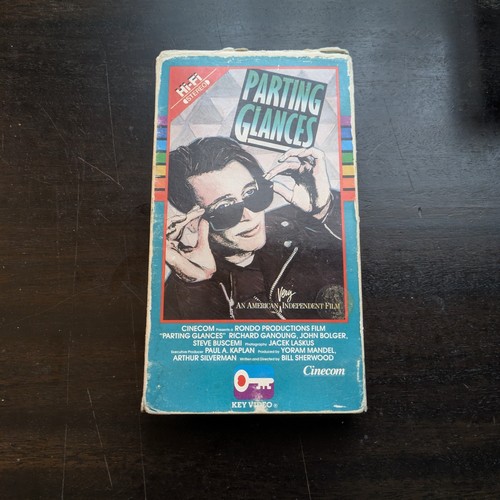 Hi-Fi
STEREO
PARTING
GLANCES
Very
AN AMERICAN INDEPENDENT FILM
CINECOM Presents a RONDO PRODUCTIONS FILM
"PARTING GLANCES" RICHARD GANOUNG, JOHN BOLGER,
STEVE BUSCEMI Photography JACEK LASKUS
Executive Producer PAUL A. KAPLAN Produced by YORAM MANDEL,
ARTHUR SILVERMAN Written and Directed by BILL SHERWOOD
Cinecom
KEY VIDEO®